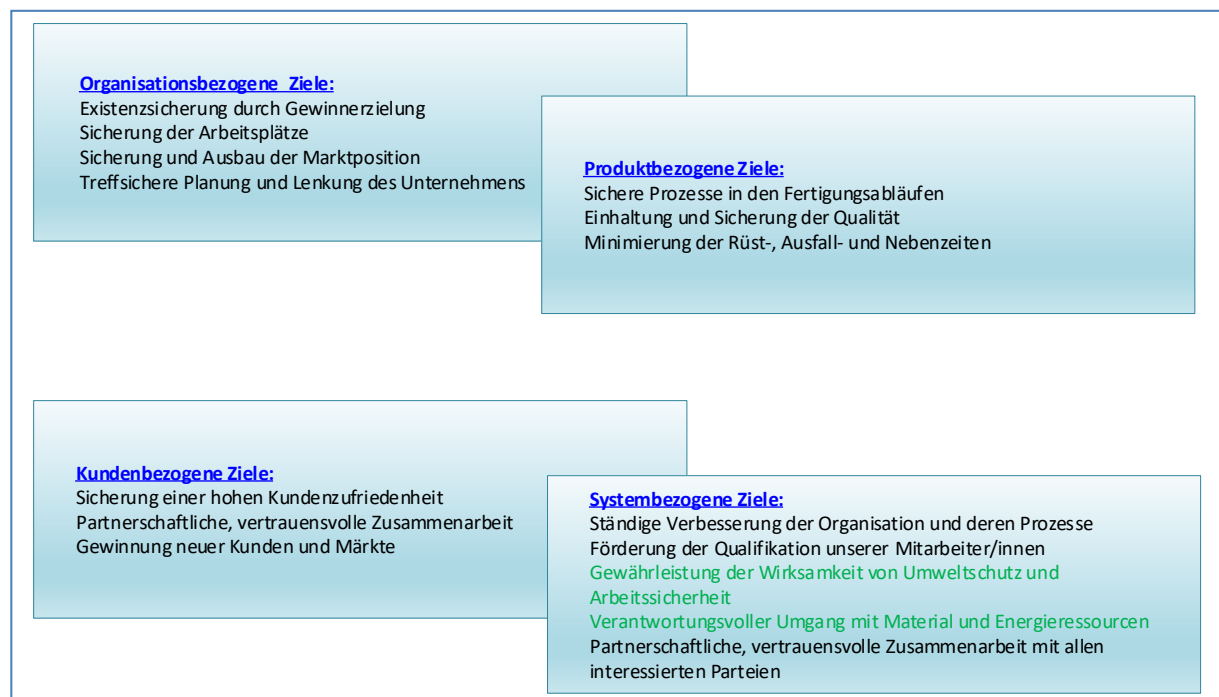 Organisationsbezogene  Ziele:
Existenzsicherung durch Gewinnerzielung
Sicherung der Arbeitsplätze
Sicherung und Ausbau der Marktposition
Treffsichere Planung und Lenkung des Unternehmens
Produktbezogene Ziele:
Sichere Prozesse in den Fertigungsabläufen
Einhaltung und Sicherung der Qualität
Minimierung der Rüst-, Ausfall- und Nebenzeiten
Kundenbezogene Ziele:
Sicherung einer hohen Kundenzufriedenheit
Partnerschaftliche, vertrauensvolle Zusammenarbeit
Gewinnung neuer Kunden und Märkte
Systembezogene Ziele:
Ständige Verbesserung der Organisation und deren Prozesse
Förderung der Qualifikation unserer Mitarbeiter/innen
Gewährleistung der Wirksamkeit von Umweltschutz und
Arbeitssicherheit
Verantwortungsvoller Umgang mit Material und Energieressourcen
Partnerschaftliche, vertrauensvolle Zusammenarbeit mit allen
interessierten Parteien